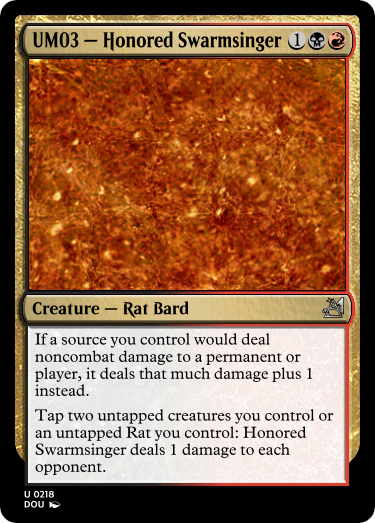 UM03 — Honored Swarmsinger 1
Creature — Rat Bard
If a source you control would deal
noncombat damage to a permanent or
player, it deals that much damage plus 1
instead.
Tap two untapped creatures you control or
an untapped Rat you control: Honored
Swarmsinger deals 1 damage to each
opponent.
U 0218
DOU